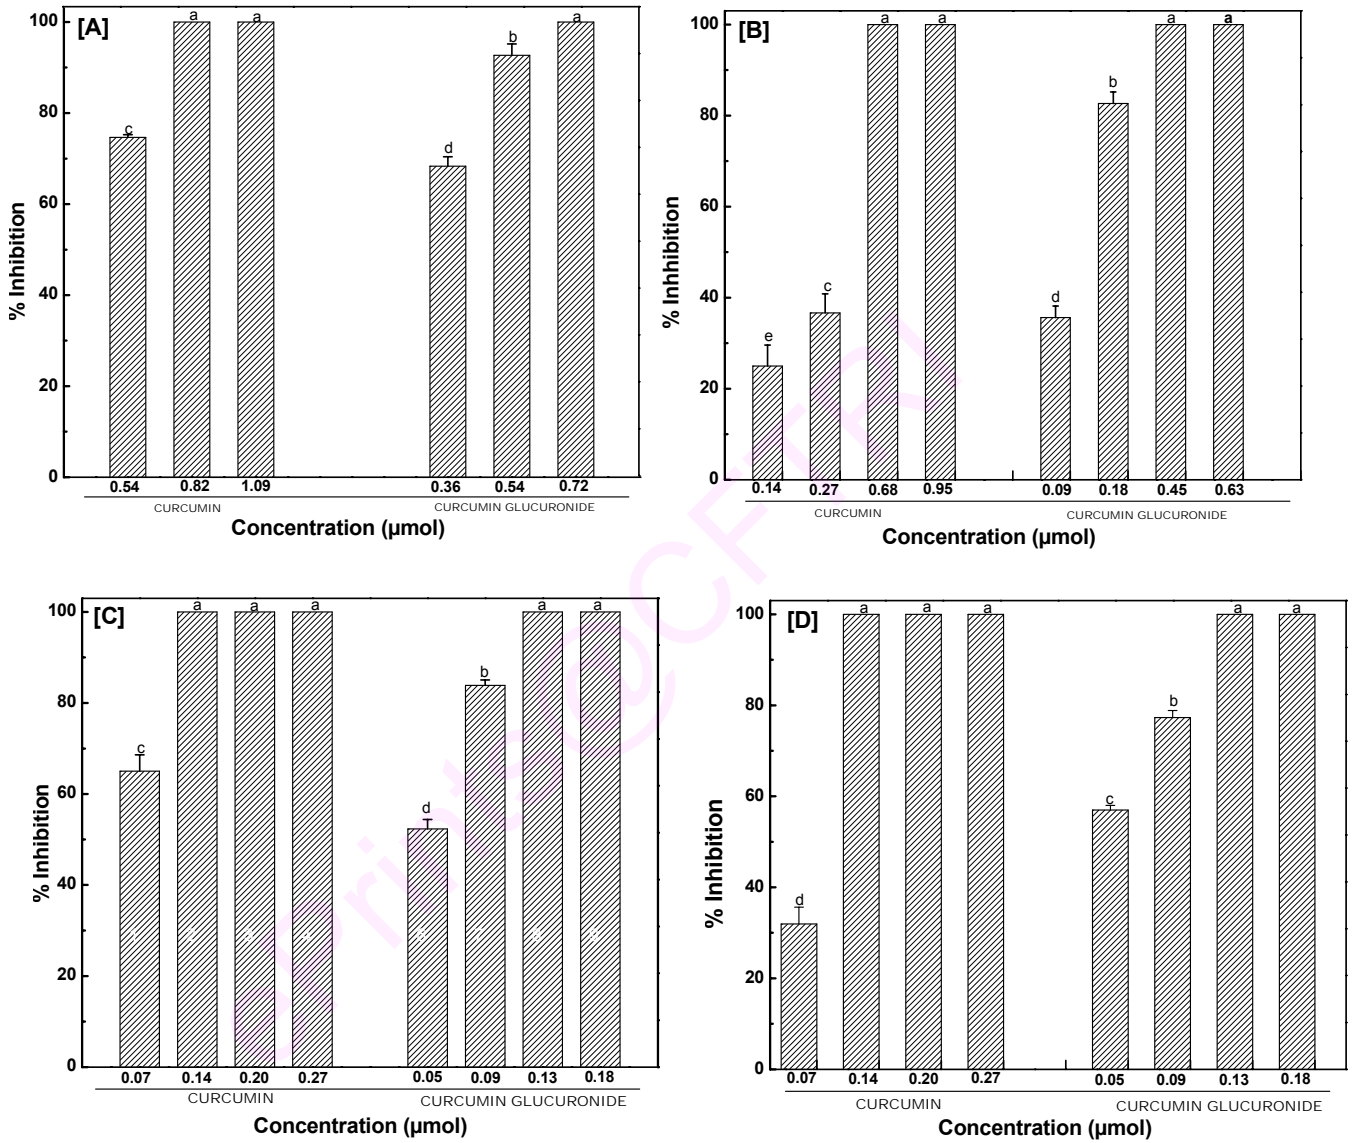 [A]
100
80
60
40
20
0
% Inhibition
c
a
a
d
b
a
0.54 0.82 1.09 0.36 0.54 0.72
CURCUMIN CURCUMIN GLUCURONIDE
Concentration (µmol)
[B]
100
80
60
40
20
0
% Inhhibition
e
c
a
a
d
b
a
a
0.14 0.27 0.68 0.95 0.09 0.18 0.45 0.63
CURCUMIN CURCUMIN GLUCURONIDE
Concentration (µmol)
[C]
100
80
60
40
20
0
% Inhibition
c
a
a
a
d
b
a
a
0.07 0.14 0.20 0.27 0.05 0.09 0.13 0.18
CURCUMIN CURCUMIN GLUCURONIDE
Concentration (µmol)
[D]
100
80
60
40
20
0
% Inhibition
d
a
a
a
c
b
a
a
0.07 0.14 0.20 0.27 0.05 0.09 0.13 0.18
CURCUMIN CURCUMIN GLUCURONIDE
Concentration (µmol)
ePrints@CFTRI